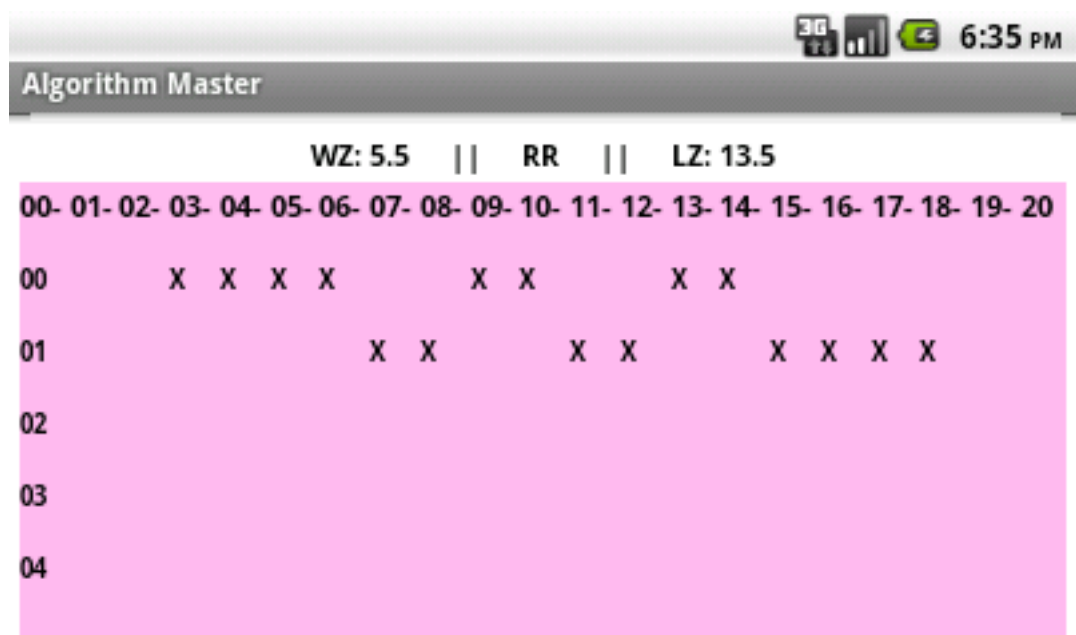 3G 6:35 PM
Algorithm Master
WZ: 5.5 || RR || LZ: 13.5
00- 01- 02- 03- 04- 05- 06- 07- 08- 09- 10- 11- 12- 13- 14- 15- 16- 17- 18- 19- 20
00 X X X X X X X X
01 X X X X X X X X
02
03
04